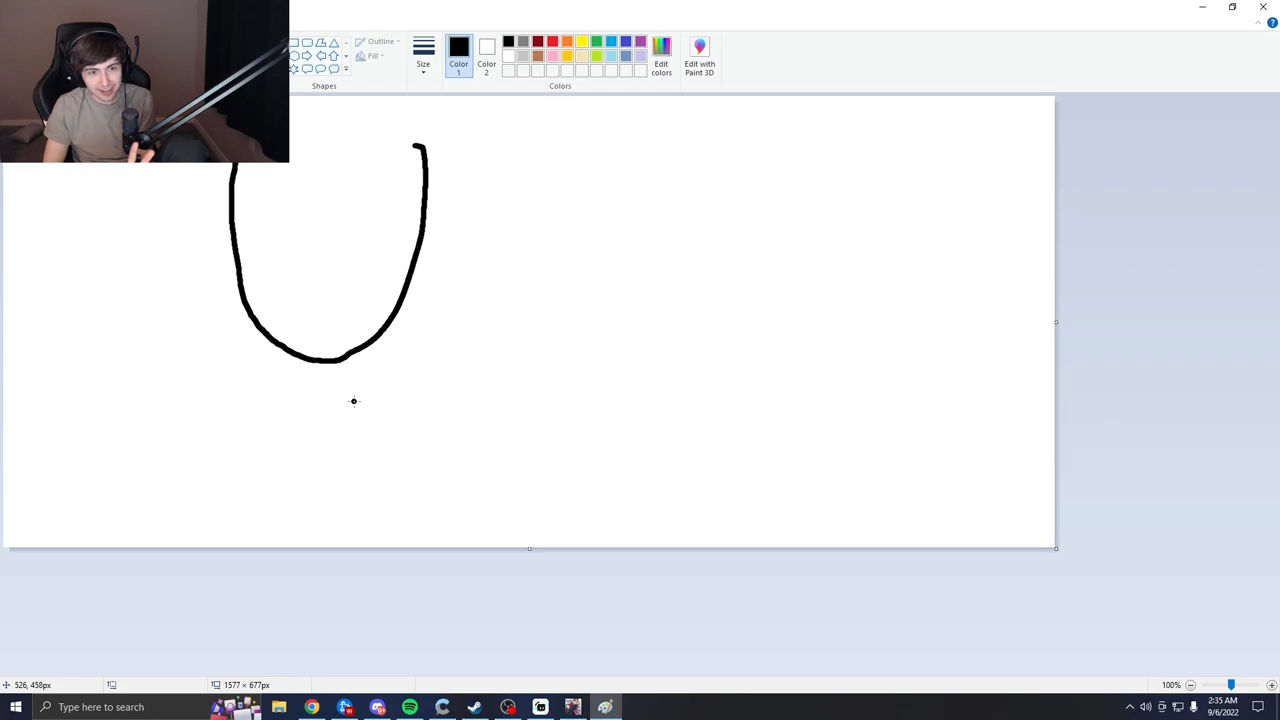 Outline
Fill
Size
Color
1
Color
2
Edit
colors
Edit with
Paint 3D
Shapes
Colors
U
526, 458px
1577 × 677px
100%
Type here to search
2:35 AM
9/6/2022